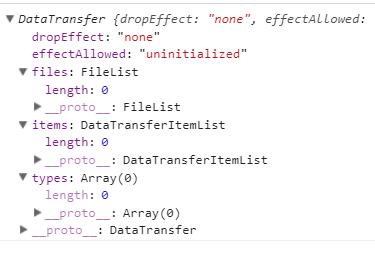 ▼ DataTransfer {dropEffect: "none", effectAllowed:
dropEffect: "none"
effectAllowed: "uninitialized"
▼ files: FileList
length: 0
▶ __proto__: FileList
▼ items: DataTransferItemList
length: 0
▶ __proto__: DataTransferItemList
▼ types: Array(0)
length: 0
▶ __proto__: Array(0)
▶ __proto__: DataTransfer